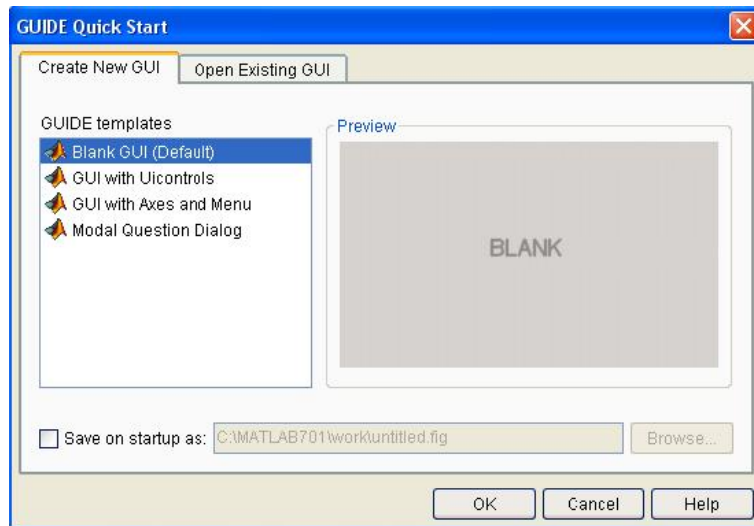 GUIDE Quick Start
Create New GUI
Open Existing GUI
GUIDE templates
Blank GUI (Default)
GUI with Uicontrols
GUI with Axes and Menu
Modal Question Dialog
Preview
BLANK
Save on startup as: C:\MATLAB701\work\untitled.fig Browse...
OK Cancel Help